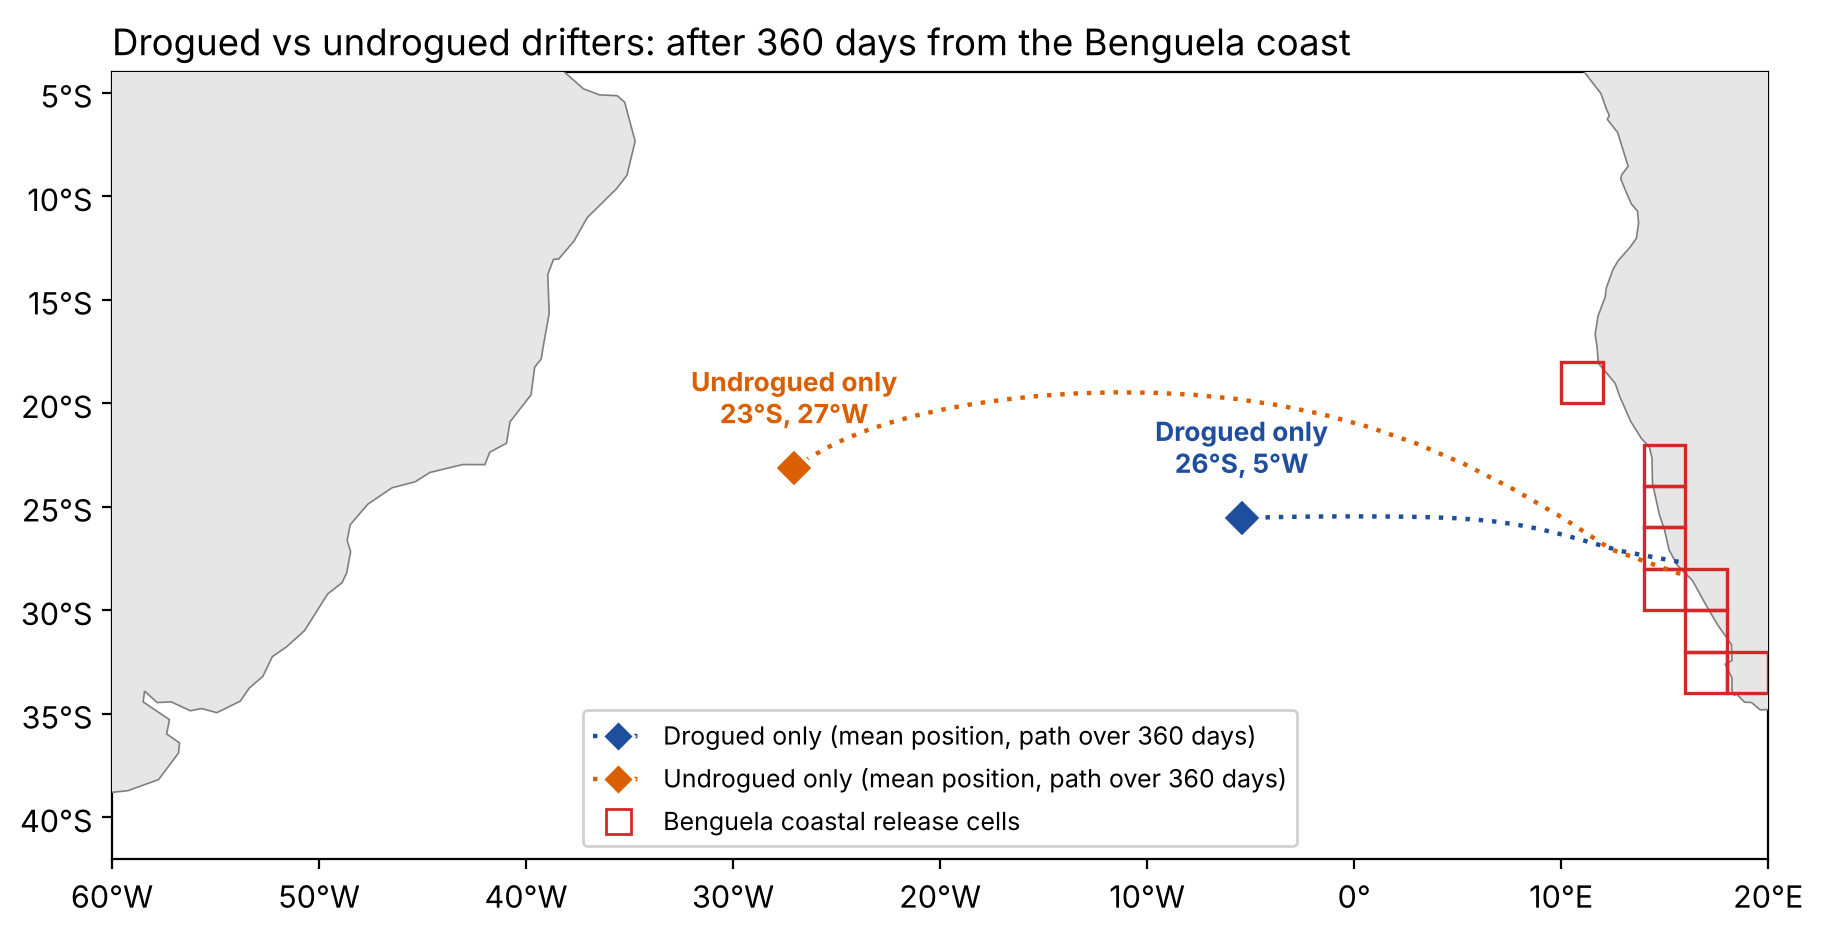 Drogued vs undrogued drifters: after 360 days from the Benguela coast
5°S
10°S
15°S
20°S
25°S
30°S
35°S
40°S
Undrogued only
23°S, 27°W
Drogued only
26°S, 5°W
Drogued only (mean position, path over 360 days)
Undrogued only (mean position, path over 360 days)
Benguela coastal release cells
60°W 50°W 40°W 30°W 20°W 10°W 0° 10°E 20°E